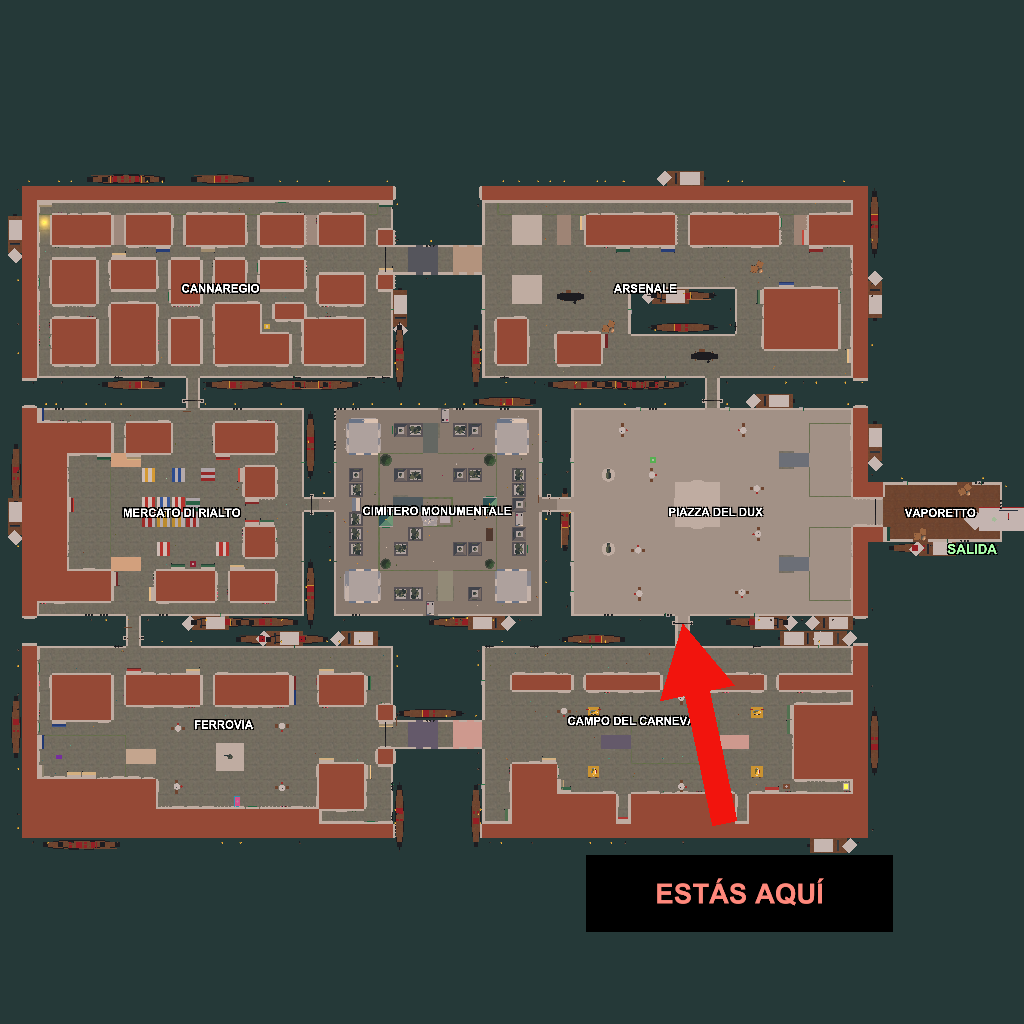 CANNAREGIO
ARSENALE
MERCATO DI RIALTO
CIMITERO MONUMENTALE
PIAZZA DEL DUX
VAPORETTO
SALIDA
FERROVIA
CAMPO DEL CARNEVA
ESTÁS AQUÍ